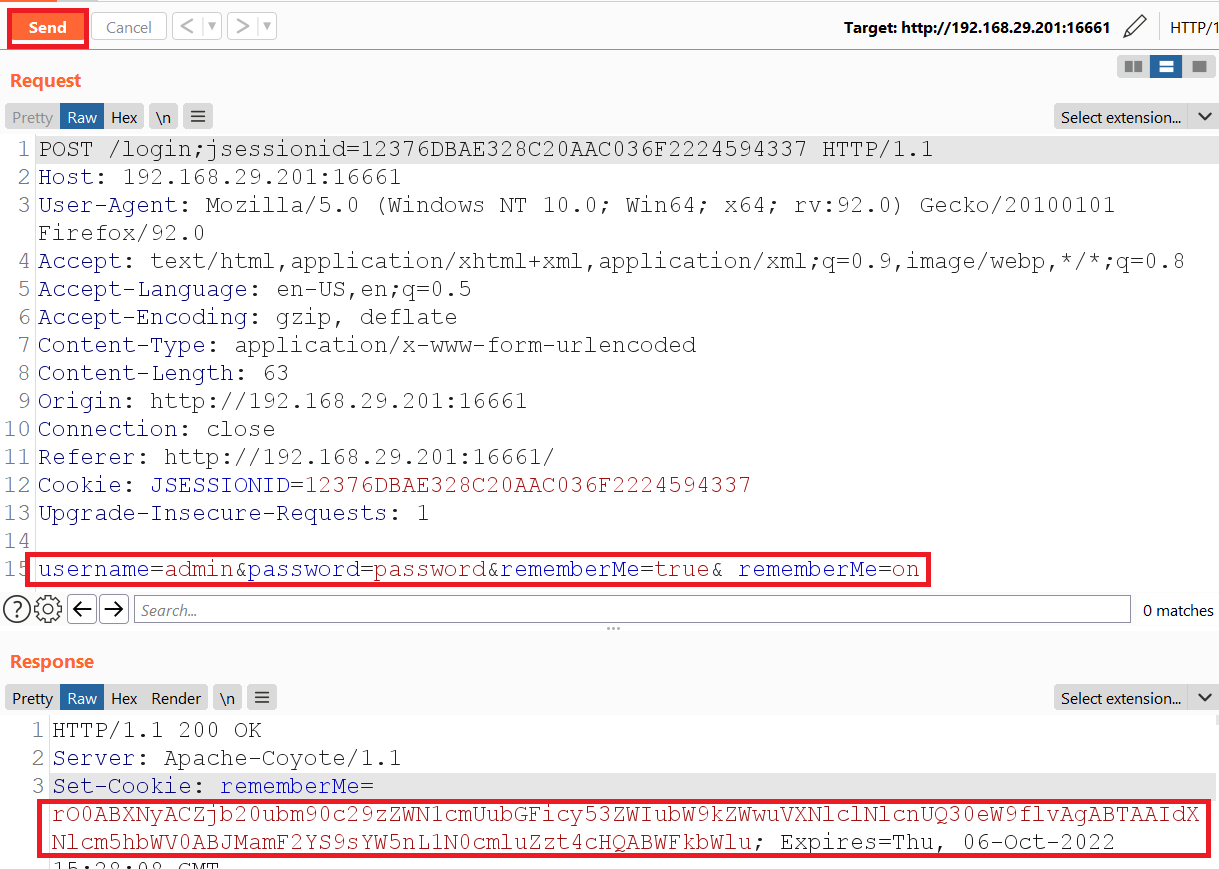 Send
Cancel
<
>
Target: http://192.168.29.201:16661
HTTP/1
Request
Pretty Raw Hex \n
Select extension...
1 POST /login;jsessionid=12376DBAE328C20AAC036F2224594337 HTTP/1.1
2 Host: 192.168.29.201:16661
3 User-Agent: Mozilla/5.0 (Windows NT 10.0; Win64; x64; rv:92.0) Gecko/20100101
Firefox/92.0
4 Accept: text/html,application/xhtml+xml,application/xml;q=0.9,image/webp,*/*;q=0.8
5 Accept-Language: en-US,en;q=0.5
6 Accept-Encoding: gzip, deflate
7 Content-Type: application/x-www-form-urlencoded
8 Content-Length: 63
9 Origin: http://192.168.29.201:16661
10 Connection: close
11 Referer: http://192.168.29.201:16661/
12 Cookie: JSESSIONID=12376DBAE328C20AAC036F2224594337
13 Upgrade-Insecure-Requests: 1
14
15 username=admin&password=password&rememberMe=true& rememberMe=on
?
Search...
0 matches
Response
Pretty Raw Hex Render \n
Select extension...
1 HTTP/1.1 200 OK
2 Server: Apache-Coyote/1.1
3 Set-Cookie: rememberMe=
rO0ABXNyACZjb20ubm90c29zZWN1cmUubGFicy53ZWIubW9kZWwuVXNlclNlcnUQ30eW9flvAgABTAAIdX
Nlcm5hbWV0ABJMamF2YS9sYW5nL1N0cmluZzt4cHQABWFkbWlu; Expires=Thu, 06-Oct-2022
15:28:08 GMT